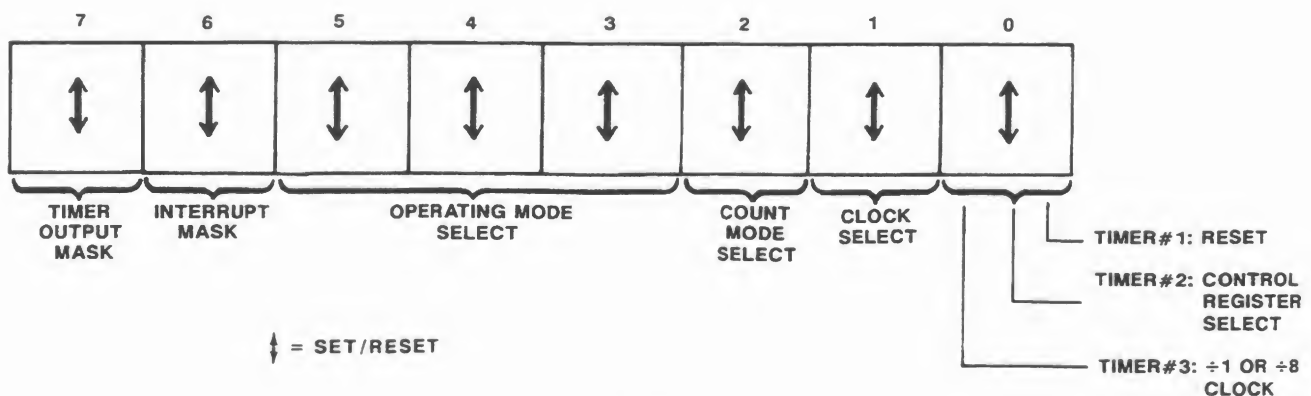 7 6 5 4 3 2 1 0
TIMER
OUTPUT
MASK
INTERRUPT
MASK
OPERATING MODE
SELECT
COUNT
MODE
SELECT
CLOCK
SELECT
TIMER#1: RESET
TIMER#2: CONTROL
REGISTER
SELECT
TIMER#3: ÷1 OR ÷8
CLOCK
= SET/RESET